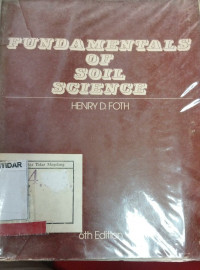 FUNDAMENTALS
OF
SOIL
SCIENCE
HENRY D. FOTH
6th Edition